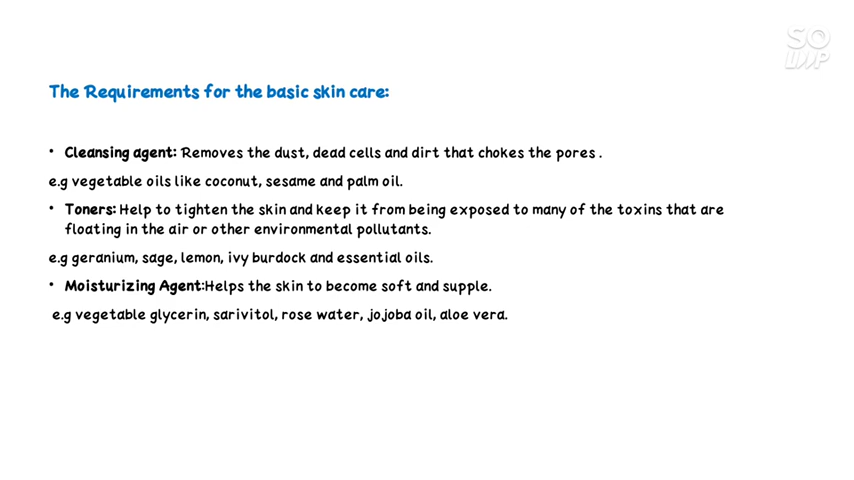 SO
The Requirements for the basic skin care:
• Cleansing agent: Removes the dust, dead cells and dirt that chokes the pores .
e.g vegetable oils like coconut, sesame and palm oil.
• Toners: Help to tighten the skin and keep it from being exposed to many of the toxins that are
floating in the air or other environmental pollutants.
e.g geranium, sage, lemon, ivy burdock and essential oils.
• Moisturizing Agent:Helps the skin to become soft and supple.
e.g vegetable glycerin, sarivitol, rose water, jojoba oil, aloe vera.